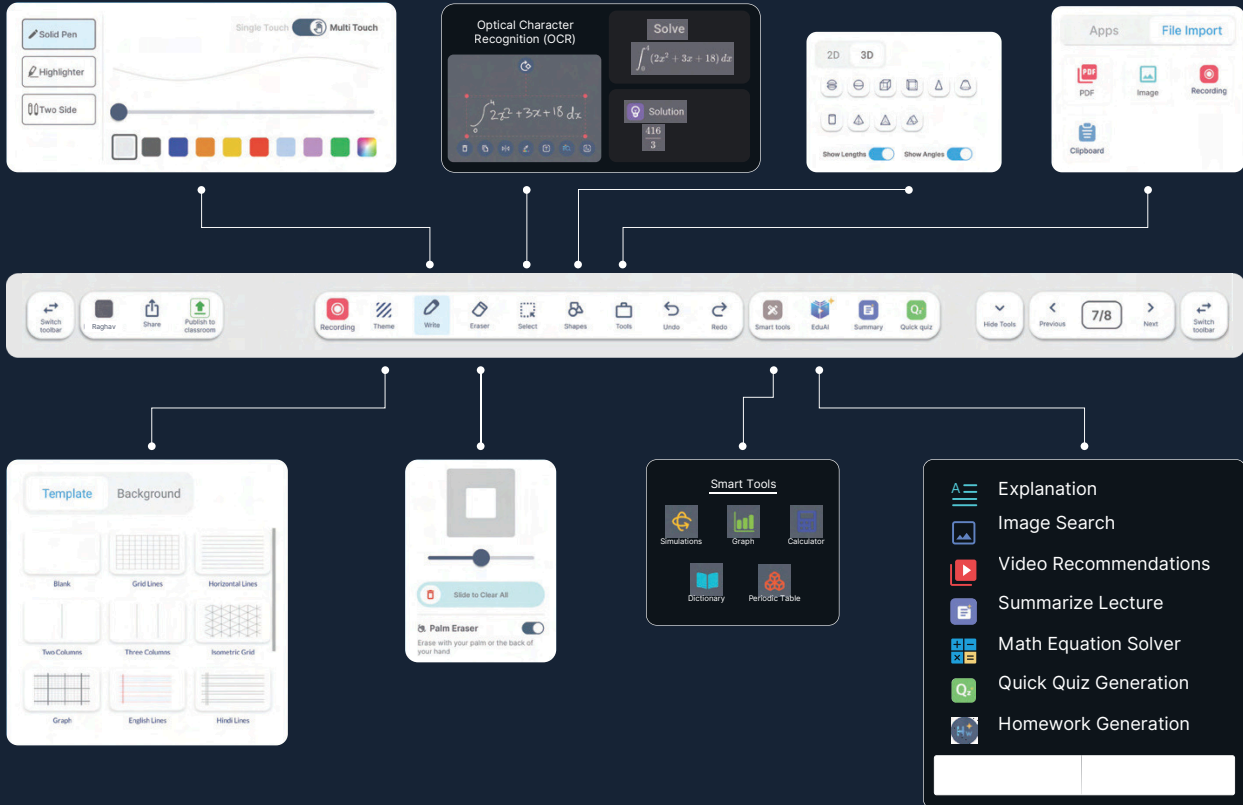 Solid Pen
Highlighter
Two Side
Single Touch Multi Touch
Optical Character
Recognition (OCR)
∫₀⁴ 2x² + 3x + 18 dx
Solve
∫₀⁴ (2x² + 3x + 18) dx
Solution
416
3
2D 3D
Show Lengths Show Angles
Apps File Import
PDF
PDF Image Recording
Clipboard
Switch
toolbar
Raghav Share Publish to
classroom
Recording Theme Write Eraser Select Shapes Tools Undo Redo
Smart tools EduAI Summary Quick quiz
Hide Tools
Previous 7/8 Next
Switch
toolbar
Template Background
Blank Grid Lines Horizontal Lines
Two Columns Three Columns Isometric Grid
Graph English Lines Hindi Lines
Slide to Clear All
Palm Eraser
Erase with your palm or the back of
your hand
Smart Tools
Simulations Graph Calculator
Dictionary Periodic Table
Explanation
Image Search
Video Recommendations
Summarize Lecture
Math Equation Solver
Quick Quiz Generation
Homework Generation